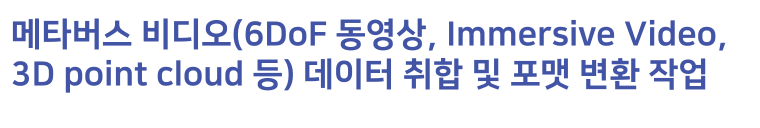 메타버스 비디오(6DoF 동영상, Immersive Video,
3D point cloud 등) 데이터 취합 및 포맷 변환 작업